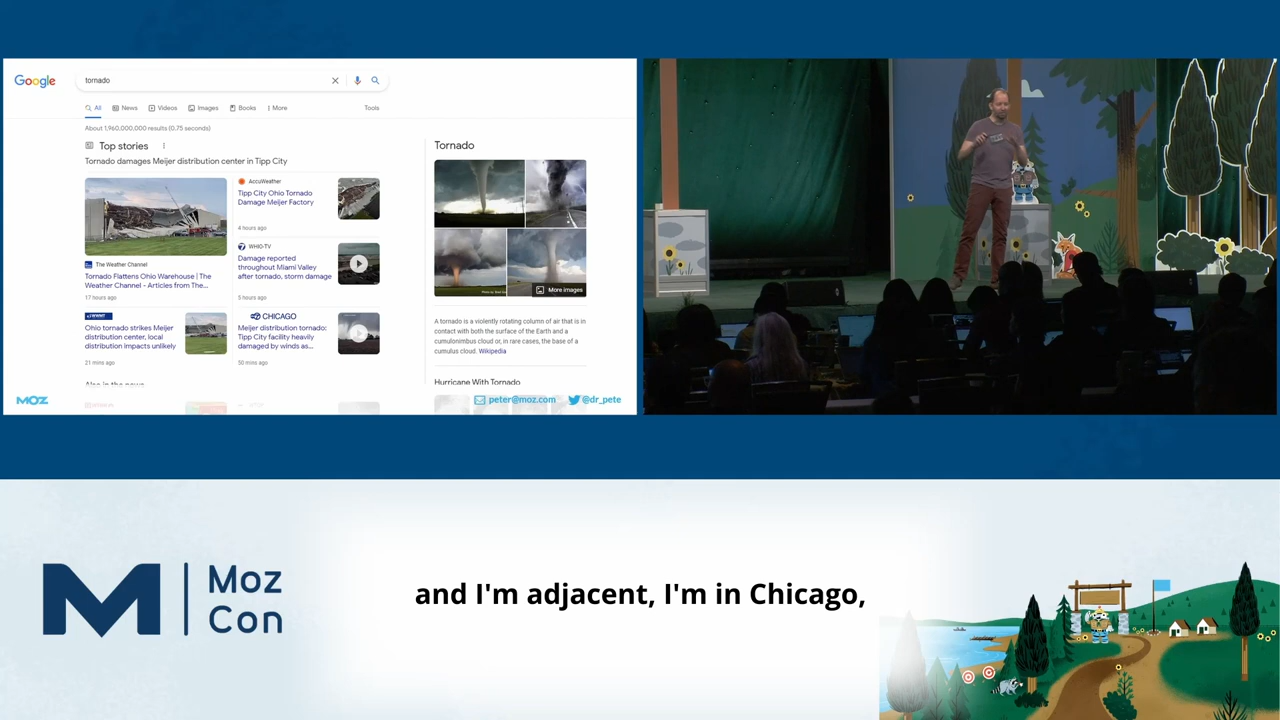 Google
tornado
All
News
Videos
Images
Books
More
Tools
About 1,960,000,000 results (0.75 seconds)
Top stories
Tornado damages Meijer distribution center in Tipp City
The Weather Channel
Tornado Flattens Ohio Warehouse | The
Weather Channel - Articles from The...
17 hours ago
AccuWeather
Tipp City Ohio Tornado
Damage Meijer Factory
4 hours ago
WHIO-TV
Damage reported
throughout Miami Valley
after tornado, storm damage
5 hours ago
Ohio tornado strikes Meijer
distribution center, local
distribution impacts unlikely
21 mins ago
CHICAGO
Meijer distribution tornado:
Tipp City facility heavily
damaged by winds as...
50 mins ago
Also in the news
Tornado
More images
A tornado is a violently rotating column of air that is in
contact with both the surface of the Earth and a
cumulonimbus cloud or, in rare cases, the base of a
cumulus cloud. Wikipedia
Hurricane With Tornado
MOZ
peter@moz.com
@dr_pete
M
Moz
Con
and I'm adjacent, I'm in Chicago,